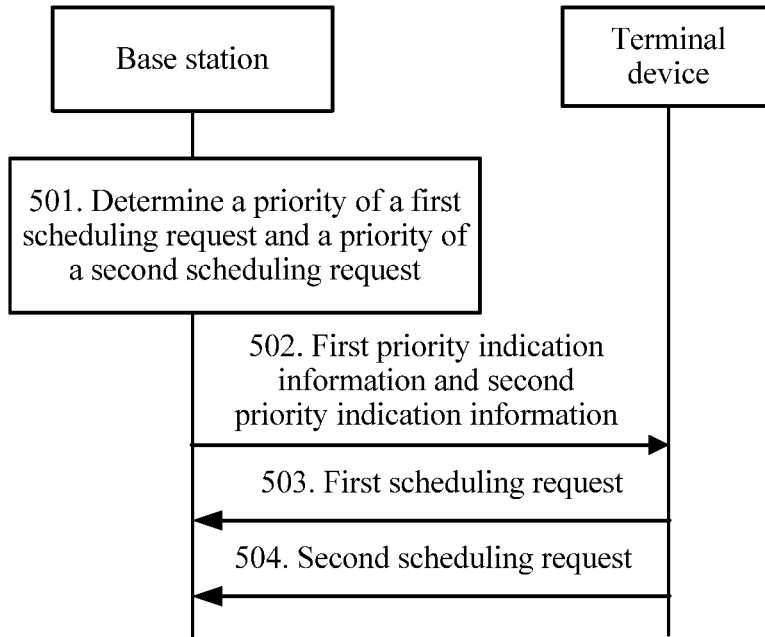 Base station
Terminal
device
501. Determine a priority of a first
scheduling request and a priority of
a second scheduling request
502. First priority indication
information and second
priority indication information
503. First scheduling request
504. Second scheduling request